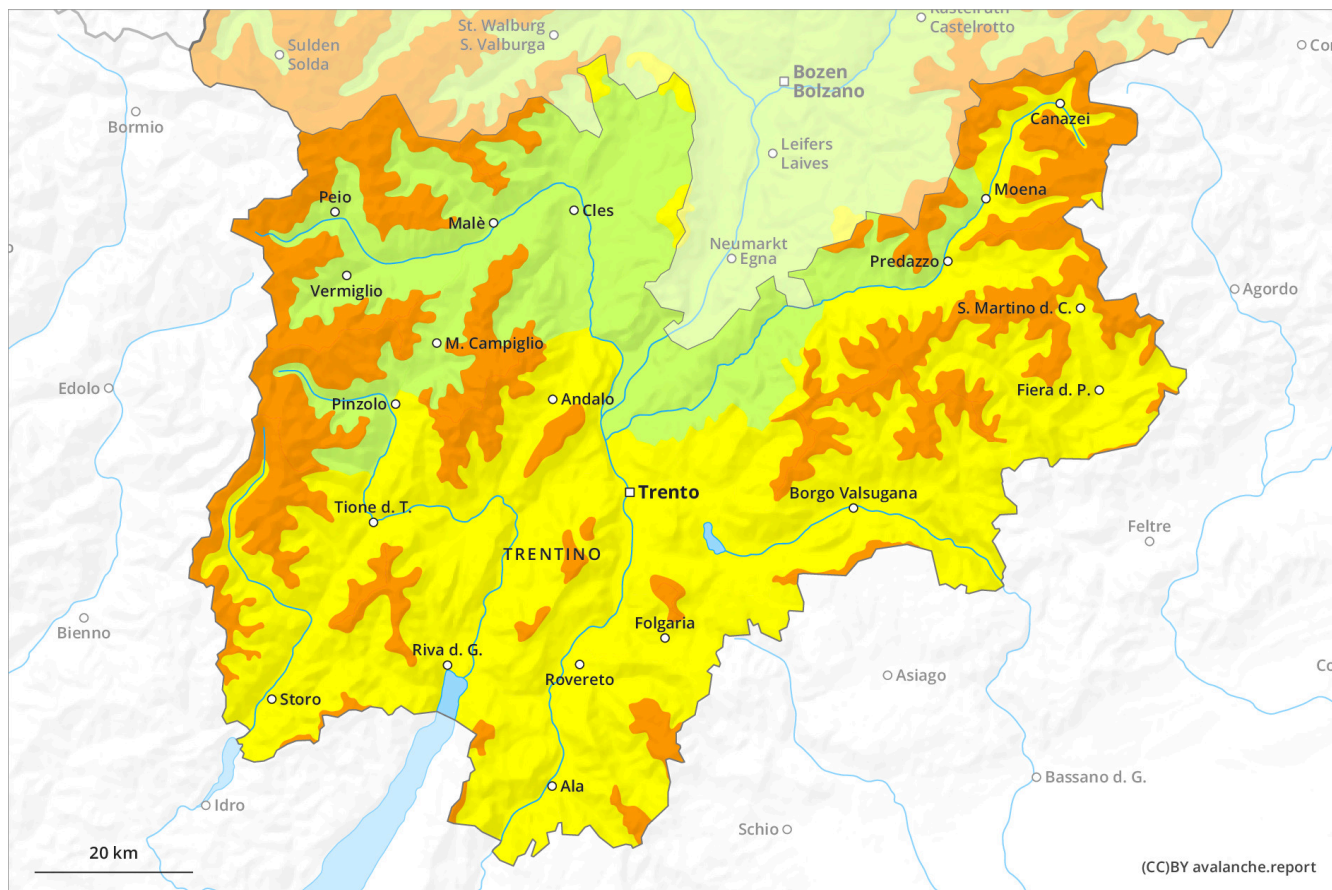 Kastelruth
Castelrotto
St. Walburg
S. Valburga
Sulden
Solda
Bozen
Bolzano
Bormio
Canazei
Leifers
Laives
Moena
Peio
Malè
Cles
Neumarkt
Egna
Predazzo
Vermiglio
Agordo
S. Martino d. C.
M. Campiglio
Edolo
Fiera d. P.
Andalo
Pinzolo
Trento
Borgo Valsugana
Tione d. T.
Feltre
TRENTINO
Bienno
Folgaria
Riva d. G.
Rovereto
Asiago
Storo
Bassano d. G.
Ala
Idro
Schio
20 km
(CC)BY avalanche.report